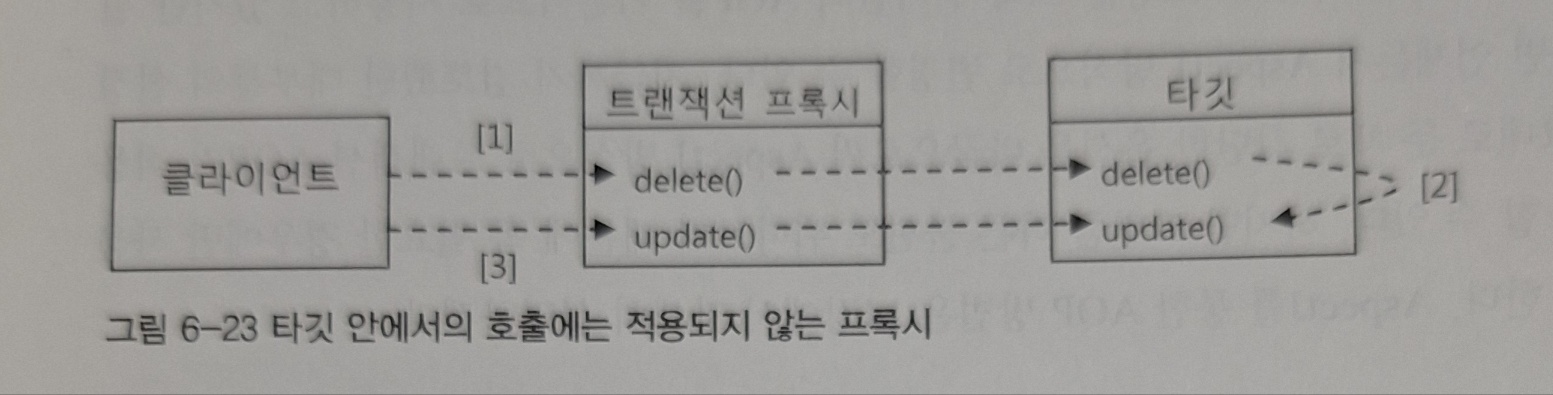 클라이언트
[1]
[3]
트랜잭션 프록시
delete()
update()
타깃
delete()
update()
[2]
그림 6-23 타깃 안에서의 호출에는 적용되지 않는 프록시